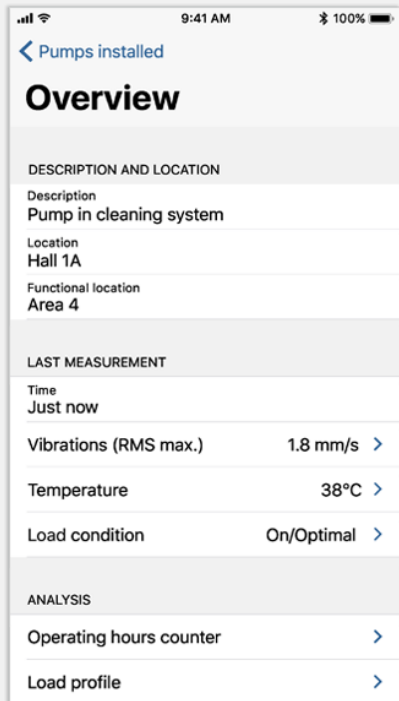 9:41 AM 100%
Pumps installed
Overview
DESCRIPTION AND LOCATION
Description
Pump in cleaning system
Location
Hall 1A
Functional location
Area 4
LAST MEASUREMENT
Time
Just now
Vibrations (RMS max.) 1.8 mm/s
Temperature 38°C
Load condition On/Optimal
ANALYSIS
Operating hours counter
Load profile